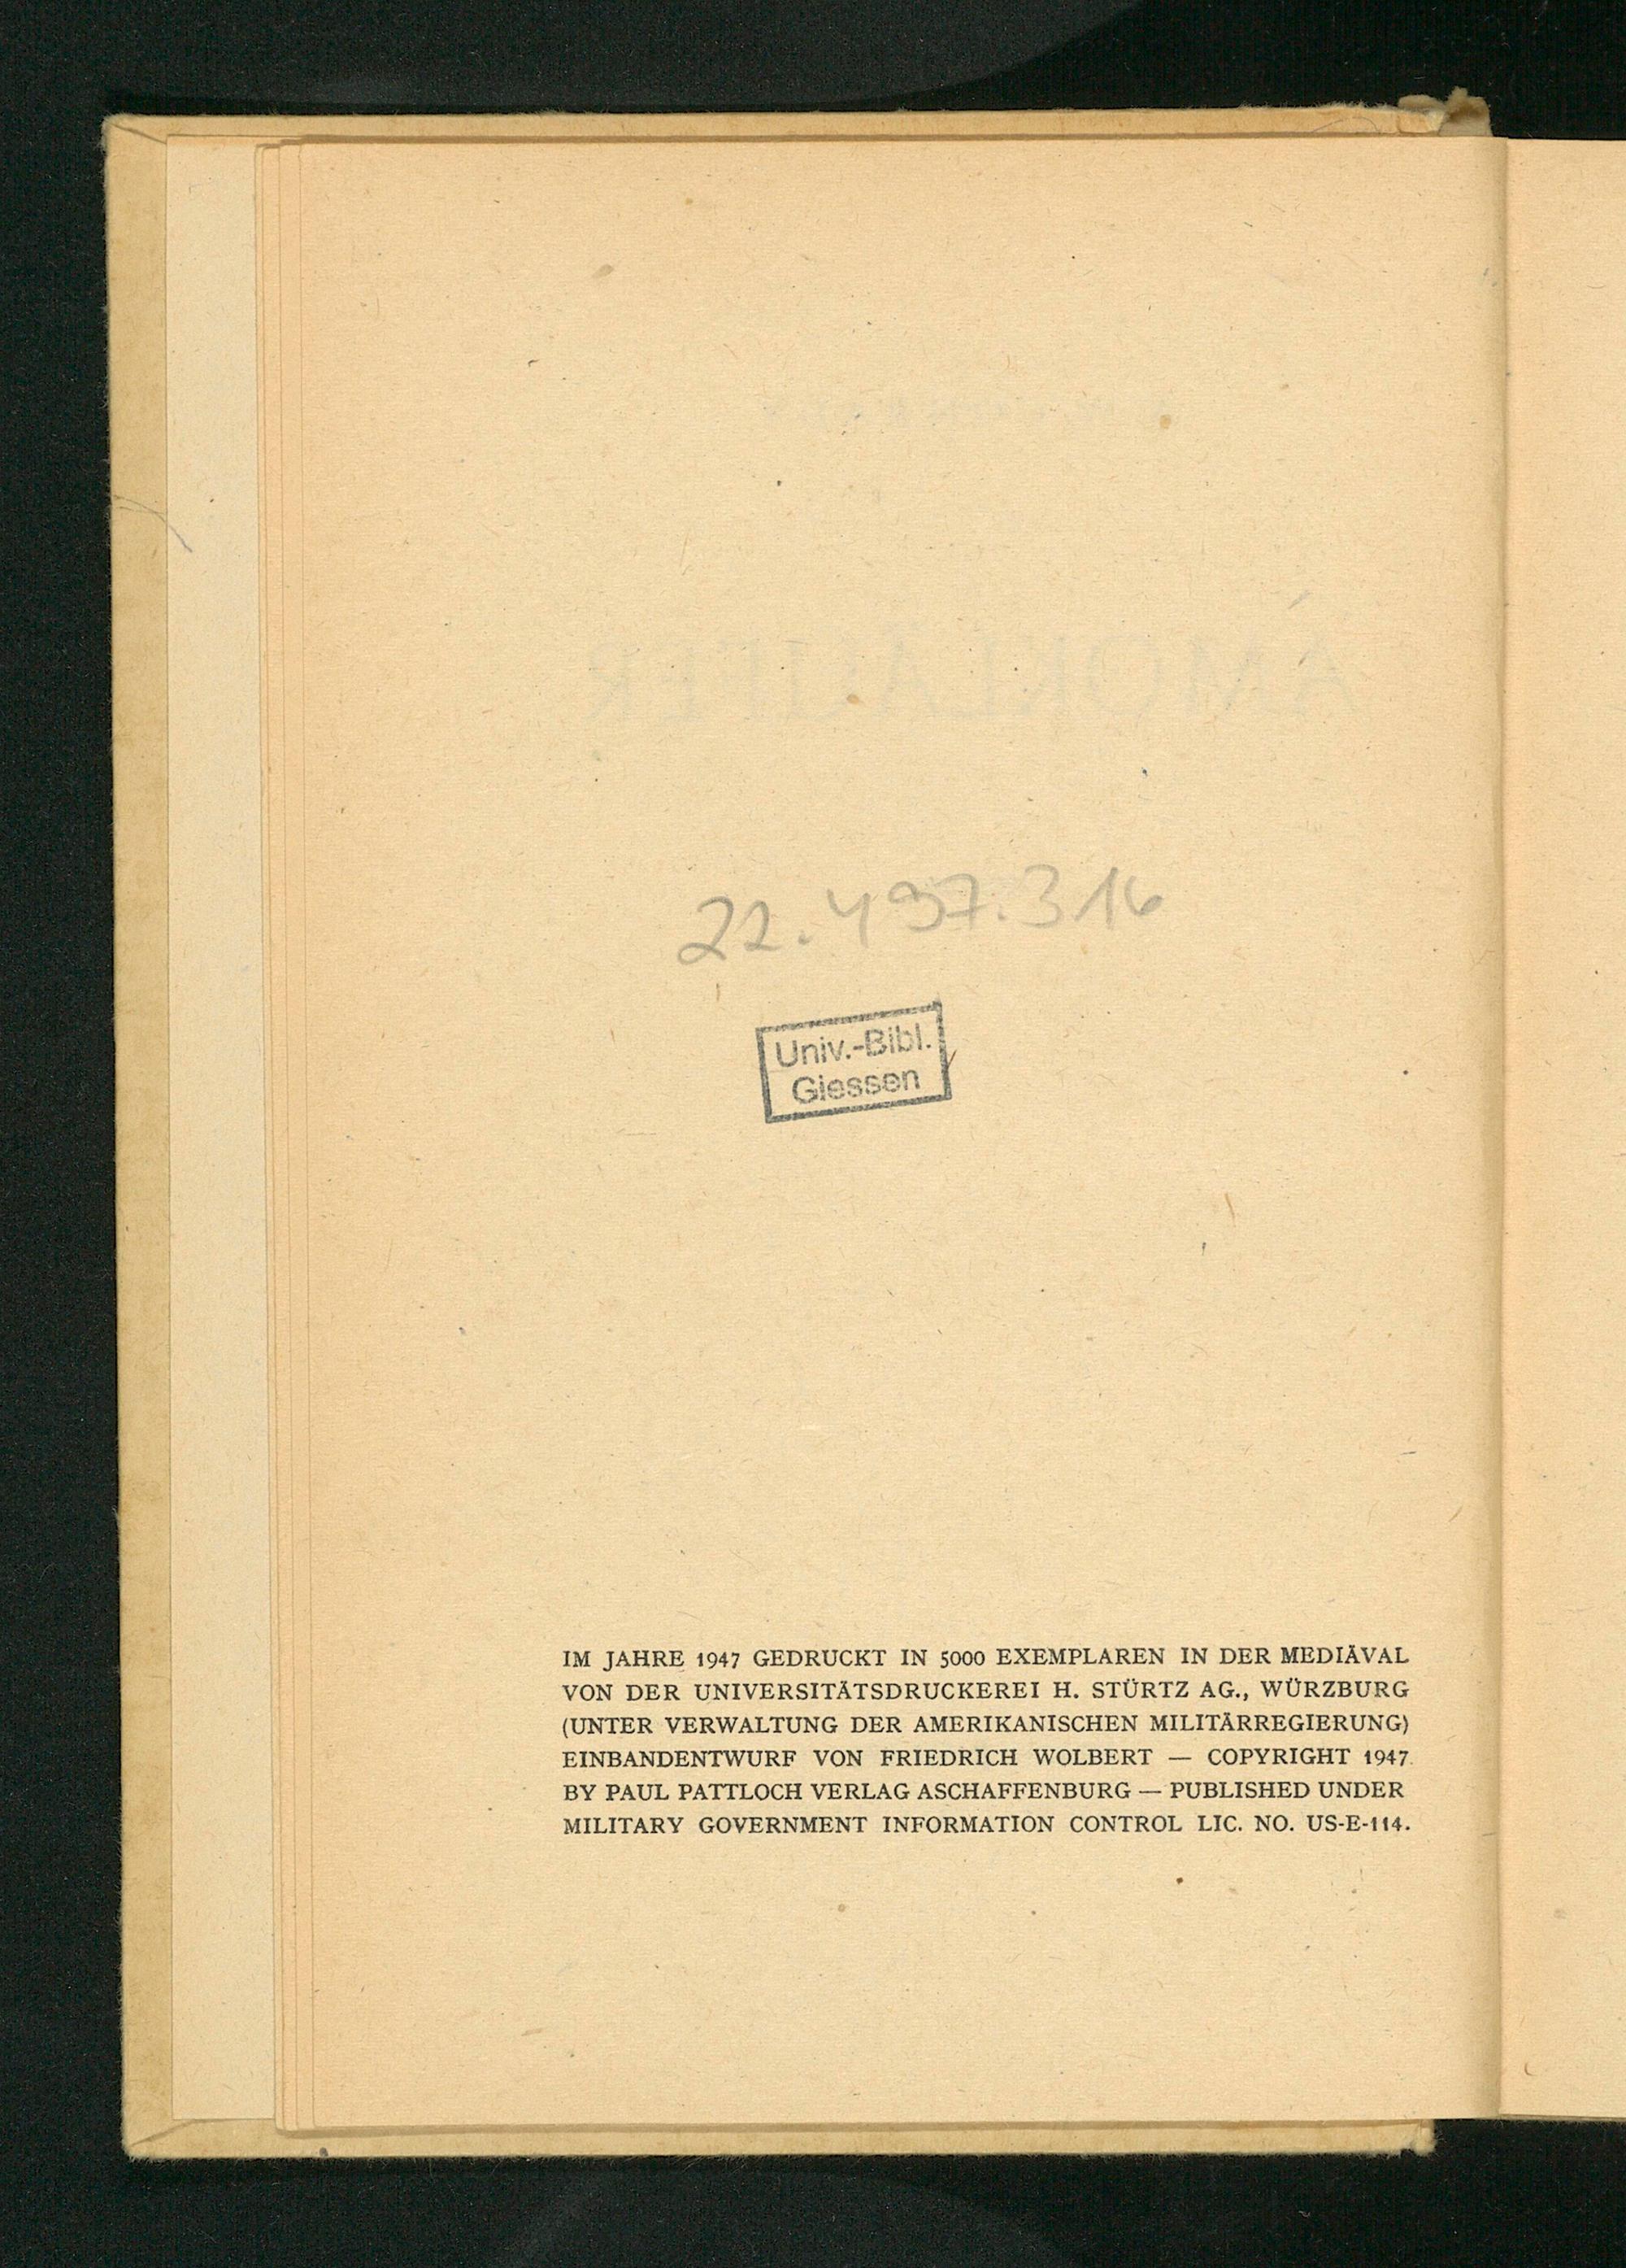 22.497.316
Univ.-Bibl.
Giessen
IM JAHRE 1947 GEDRUCKT IN 5000 EXEMPLAREN IN DER MEDIÄVAL
VON DER UNIVERSITÄTSDRUCKEREI H. STÜRTZ AG., WÜRZBURG
(UNTER VERWALTUNG DER AMERIKANISCHEN MILITÄRREGIERUNG)
EINBANDENTWURF VON FRIEDRICH WOLBERT — COPYRIGHT 1947
BY PAUL PATTLOCH VERLAG ASCHAFFENBURG — PUBLISHED UNDER
MILITARY GOVERNMENT INFORMATION CONTROL LIC. NO. US-E-114.